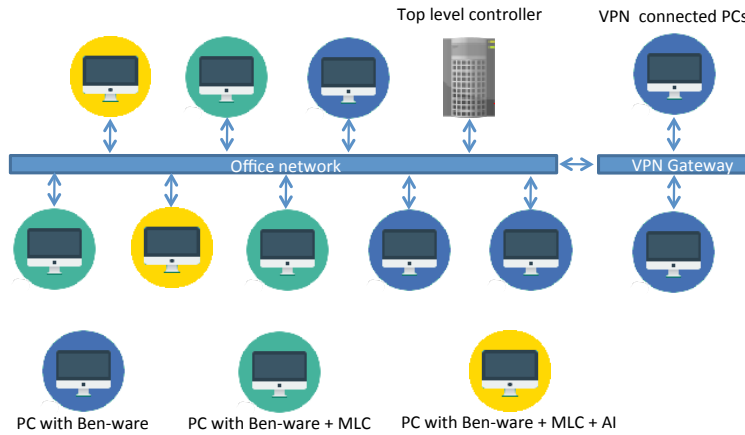 Top level controller
VPN  connected PCs
Office network
VPN Gateway
PC with Ben-ware
PC with Ben-ware + MLC
PC with Ben-ware + MLC + AI